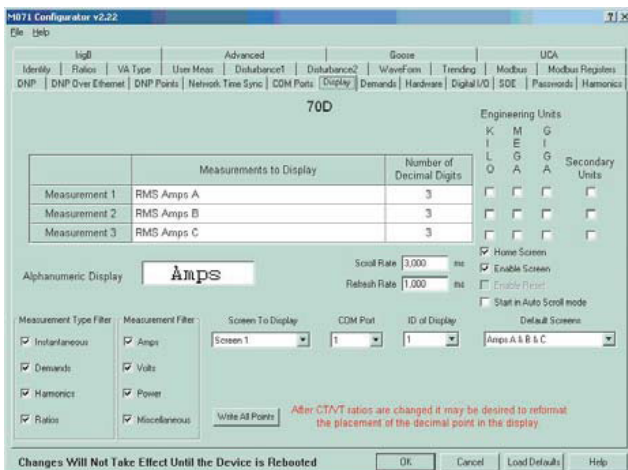 M071 Configurator v2.22
File Help
IrigB Advanced Goose UCA
Identity Ratios VA Type User Meas Disturbance1 Disturbance2 WaveForm Trending Modbus Modbus Registers
DNP DNP Over Ethernet DNP Points Network Time Sync COM Ports Display Demands Hardware Digital I/O SOE Passwords Harmonics
70D
Engineering Units
KILO MEGA GIGA
Secondary Units
Measurements to Display Number of Decimal Digits
Measurement 1 RMS Amps A 3
Measurement 2 RMS Amps B 3
Measurement 3 RMS Amps C 3
Alphanumeric Display Amps
Scroll Rate 3,000 ms
Refresh Rate 1,000 ms
Home Screen
Enable Screen
Enable Reset
Start in Auto Scroll mode
Measurement Type Filter Measurement Filter Screen To Display COM Port ID of Display Default Screens
Instantaneous Amps Screen 1 1 1 Amps A & B & C
Demands Volts
Harmonics Power
Ratios Miscellaneous
Write All Points
After CT/VT ratios are changed it may be desired to reformat
the placement of the decimal point in the display
Changes Will Not Take Effect Until the Device is Rebooted OK Cancel Load Defaults Help